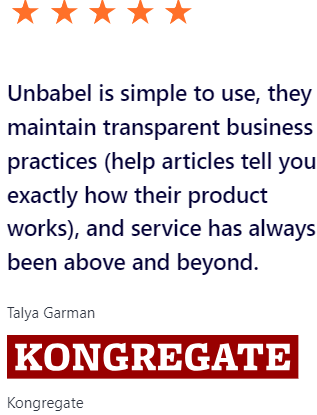 Unbabel is simple to use, they
maintain transparent business
practices (help articles tell you
exactly how their product
works), and service has always
been above and beyond.
Talya Garman
KONGREGATE
Kongregate